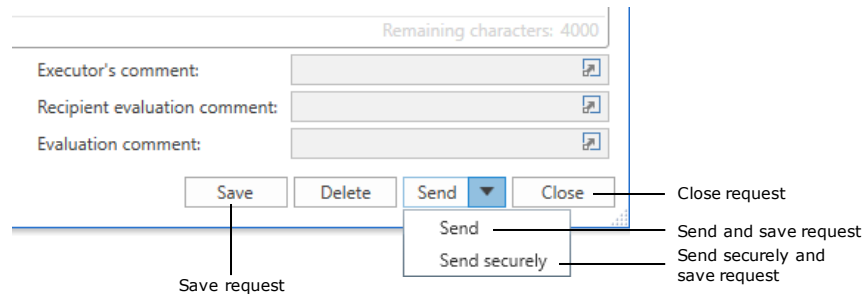 Remaining characters: 4000
Executor's comment:
Recipient evaluation comment:
Evaluation comment:
Save Delete Send Close
Close request
Send
Send and save request
Send securely
Send securely and
save request
Save request